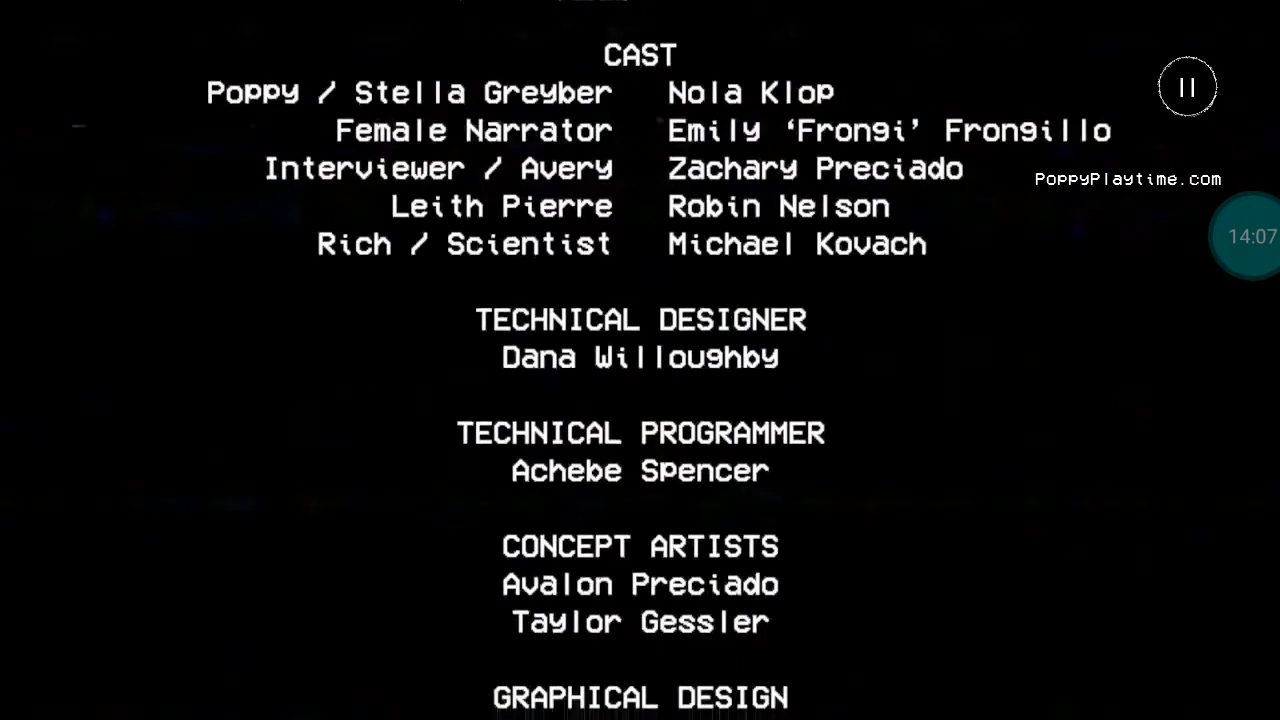 CAST
Poppy / Stella Greyber Nola Klop
Female Narrator Emily ‘Frongi’ Frongillo
Interviewer / Avery Zachary Preciado
PoppyPlaytime.com
Leith Pierre Robin Nelson
14:07
Rich / Scientist Michael Kovach
TECHNICAL DESIGNER
Dana Willoughby
TECHNICAL PROGRAMMER
Achebe Spencer
CONCEPT ARTISTS
Avalon Preciado
Taylor Gessler
GRAPHICAL DESIGN